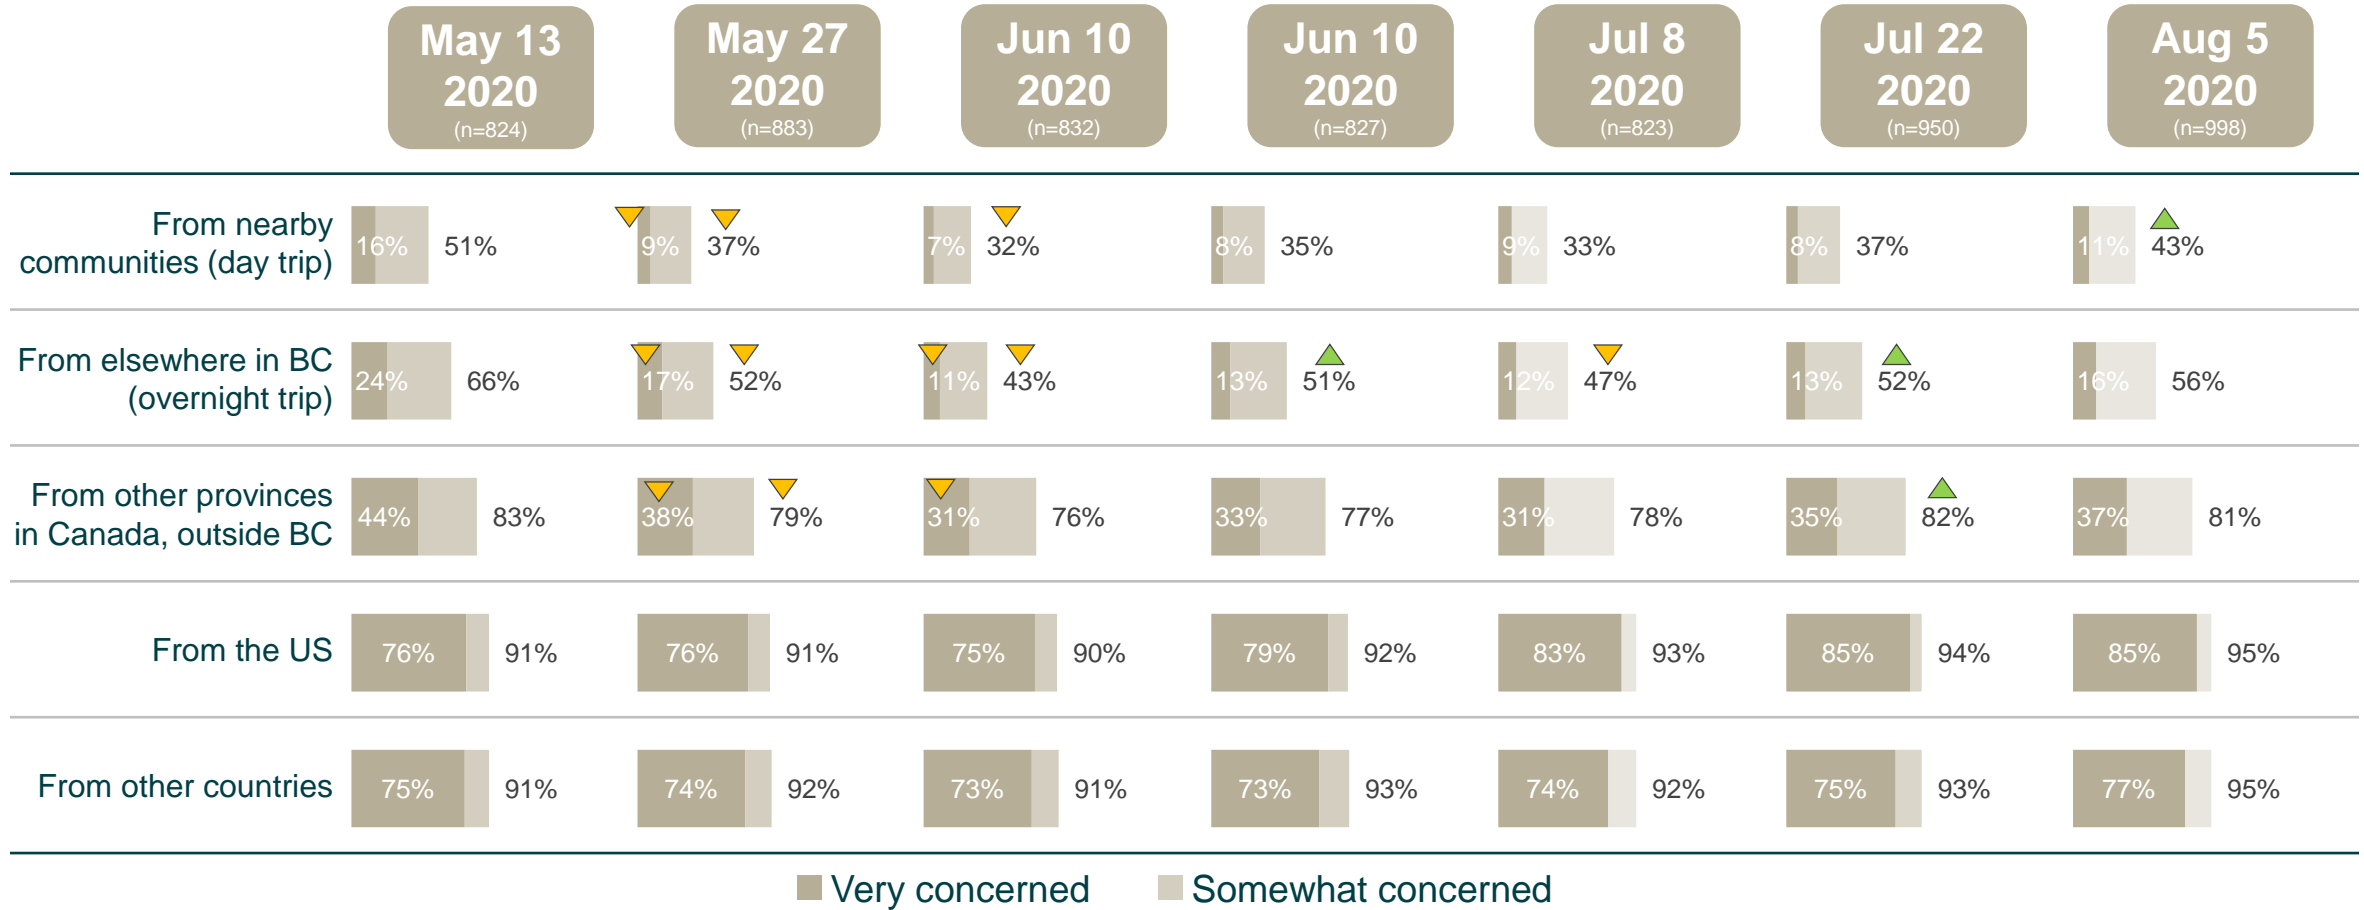 May 13
2020
(n=824)
May 27
2020
(n=883)
Jun 10
2020
(n=832)
Jun 10
2020
(n=827)
Jul 8
2020
(n=823)
Jul 22
2020
(n=950)
Aug 5
2020
(n=998)
From nearby
communities (day trip)
16% 51% 9% 37% 7% 32% 8% 35% 9% 33% 8% 37% 11% 43%
From elsewhere in BC
(overnight trip)
24% 66% 17% 52% 11% 43% 13% 51% 12% 47% 13% 52% 16% 56%
From other provinces
in Canada, outside BC
44% 83% 38% 79% 31% 76% 33% 77% 31% 78% 35% 82% 37% 81%
From the US
76% 91% 76% 91% 75% 90% 79% 92% 83% 93% 85% 94% 85% 95%
From other countries
75% 91% 74% 92% 73% 91% 73% 93% 74% 92% 75% 93% 77% 95%
Very concerned
Somewhat concerned